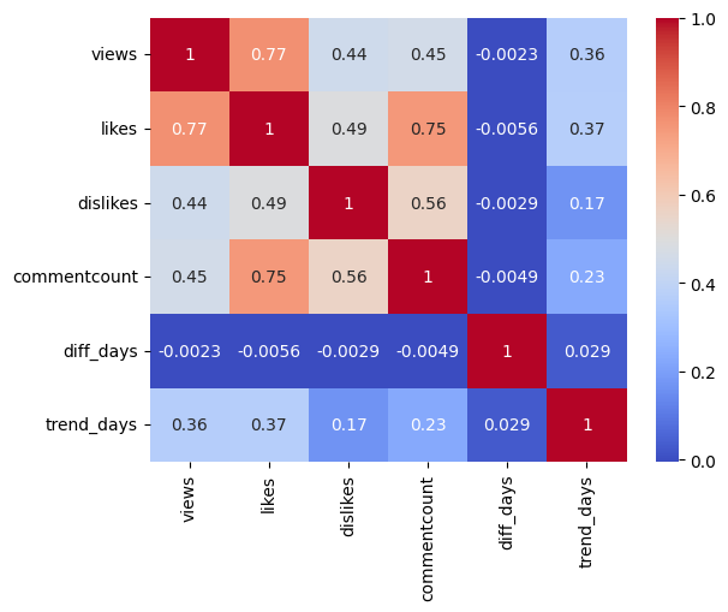 views 1 0.77 0.44 0.45 -0.0023 0.36
likes 0.77 1 0.49 0.75 -0.0056 0.37
dislikes 0.44 0.49 1 0.56 -0.0029 0.17
commentcount 0.45 0.75 0.56 1 -0.0049 0.23
diff_days -0.0023 -0.0056 -0.0029 -0.0049 1 0.029
trend_days 0.36 0.37 0.17 0.23 0.029 1
views likes dislikes commentcount diff_days trend_days
1.0
0.8
0.6
0.4
0.2
0.0